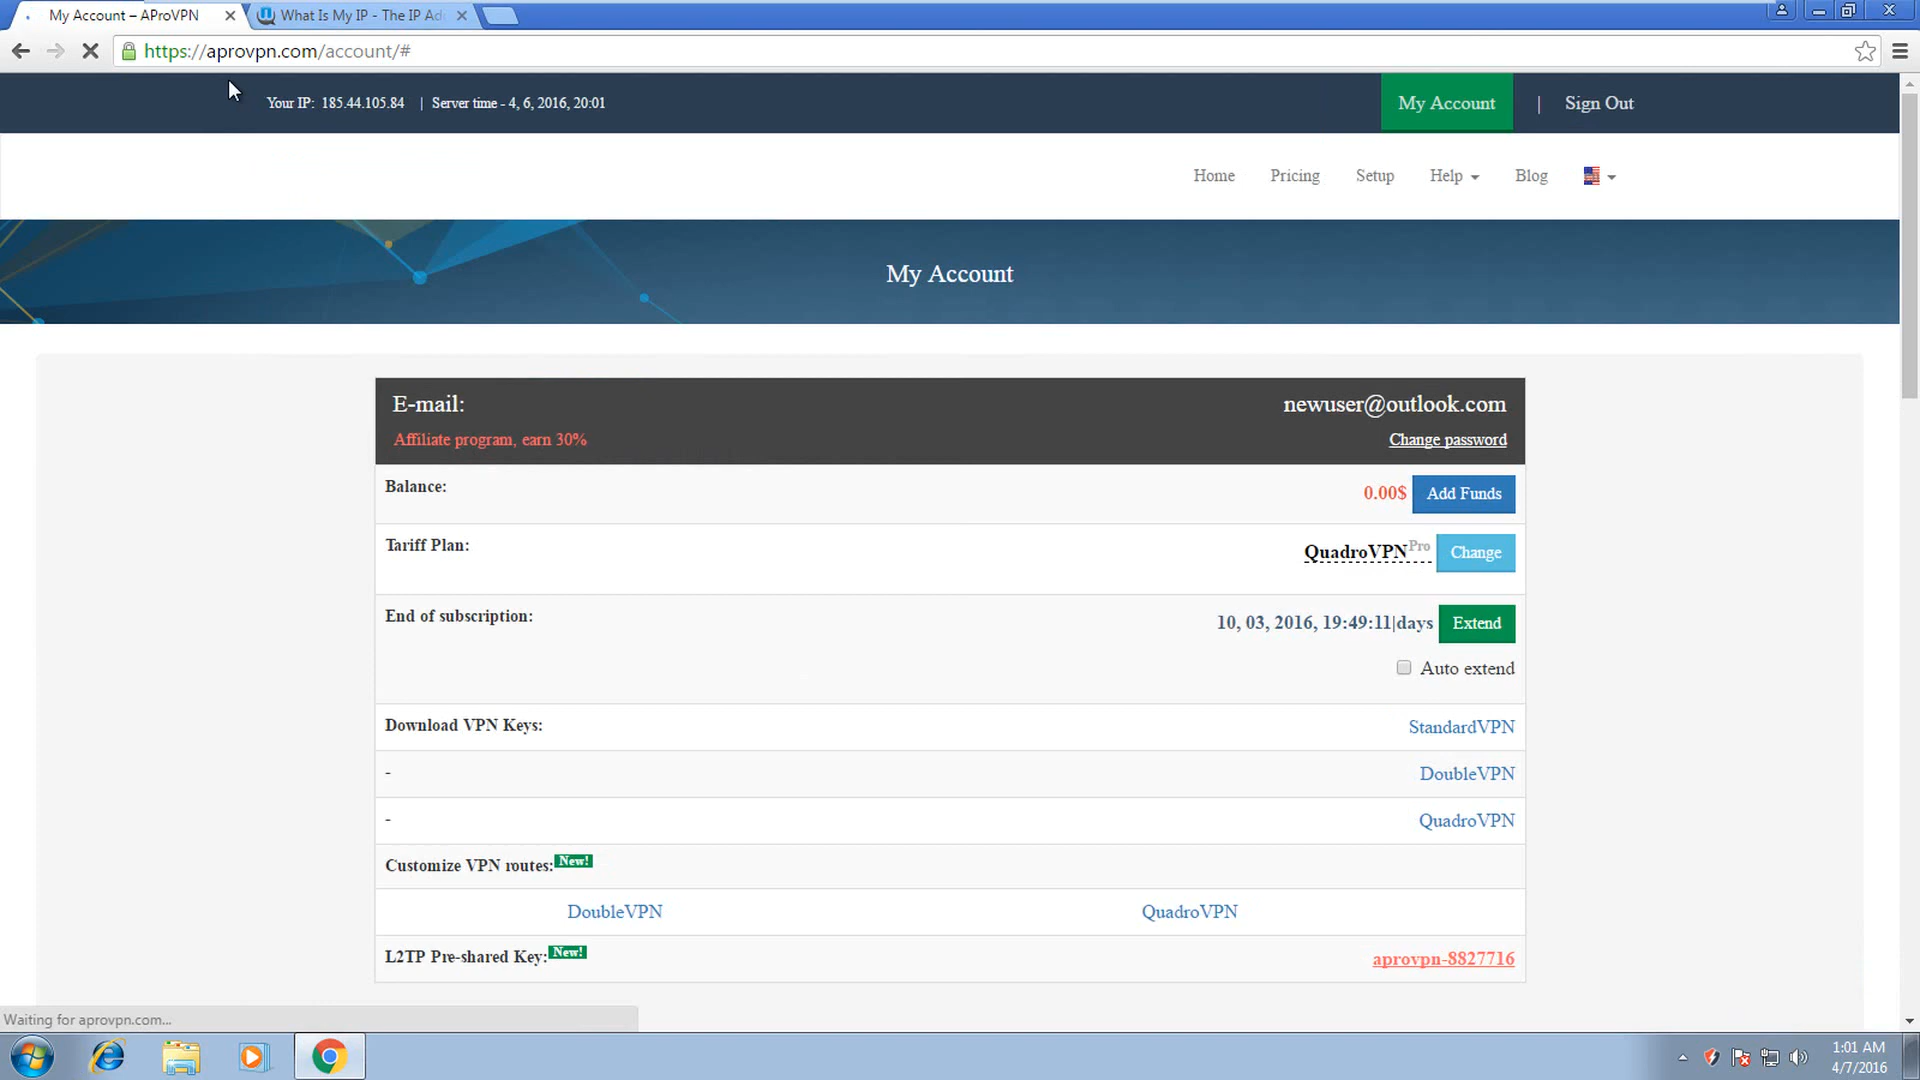 My Account – AProVPN
What Is My IP - The IP Ad
https://aprovpn.com/account/#
Your IP: 185.44.105.84 | Server time - 4, 6, 2016, 20:01
My Account | Sign Out
Home Pricing Setup Help Blog
My Account
E-mail: newuser@outlook.com
Affiliate program, earn 30% Change password
Balance: 0.00$ Add Funds
Tariff Plan: QuadroVPN Pro Change
End of subscription: 10, 03, 2016, 19:49:11|days Extend
Auto extend
Download VPN Keys: StandardVPN
- DoubleVPN
- QuadroVPN
Customize VPN routes: New!
DoubleVPN QuadroVPN
L2TP Pre-shared Key: New! aprovpn-8827716
Waiting for aprovpn.com...
1:01 AM
4/7/2016